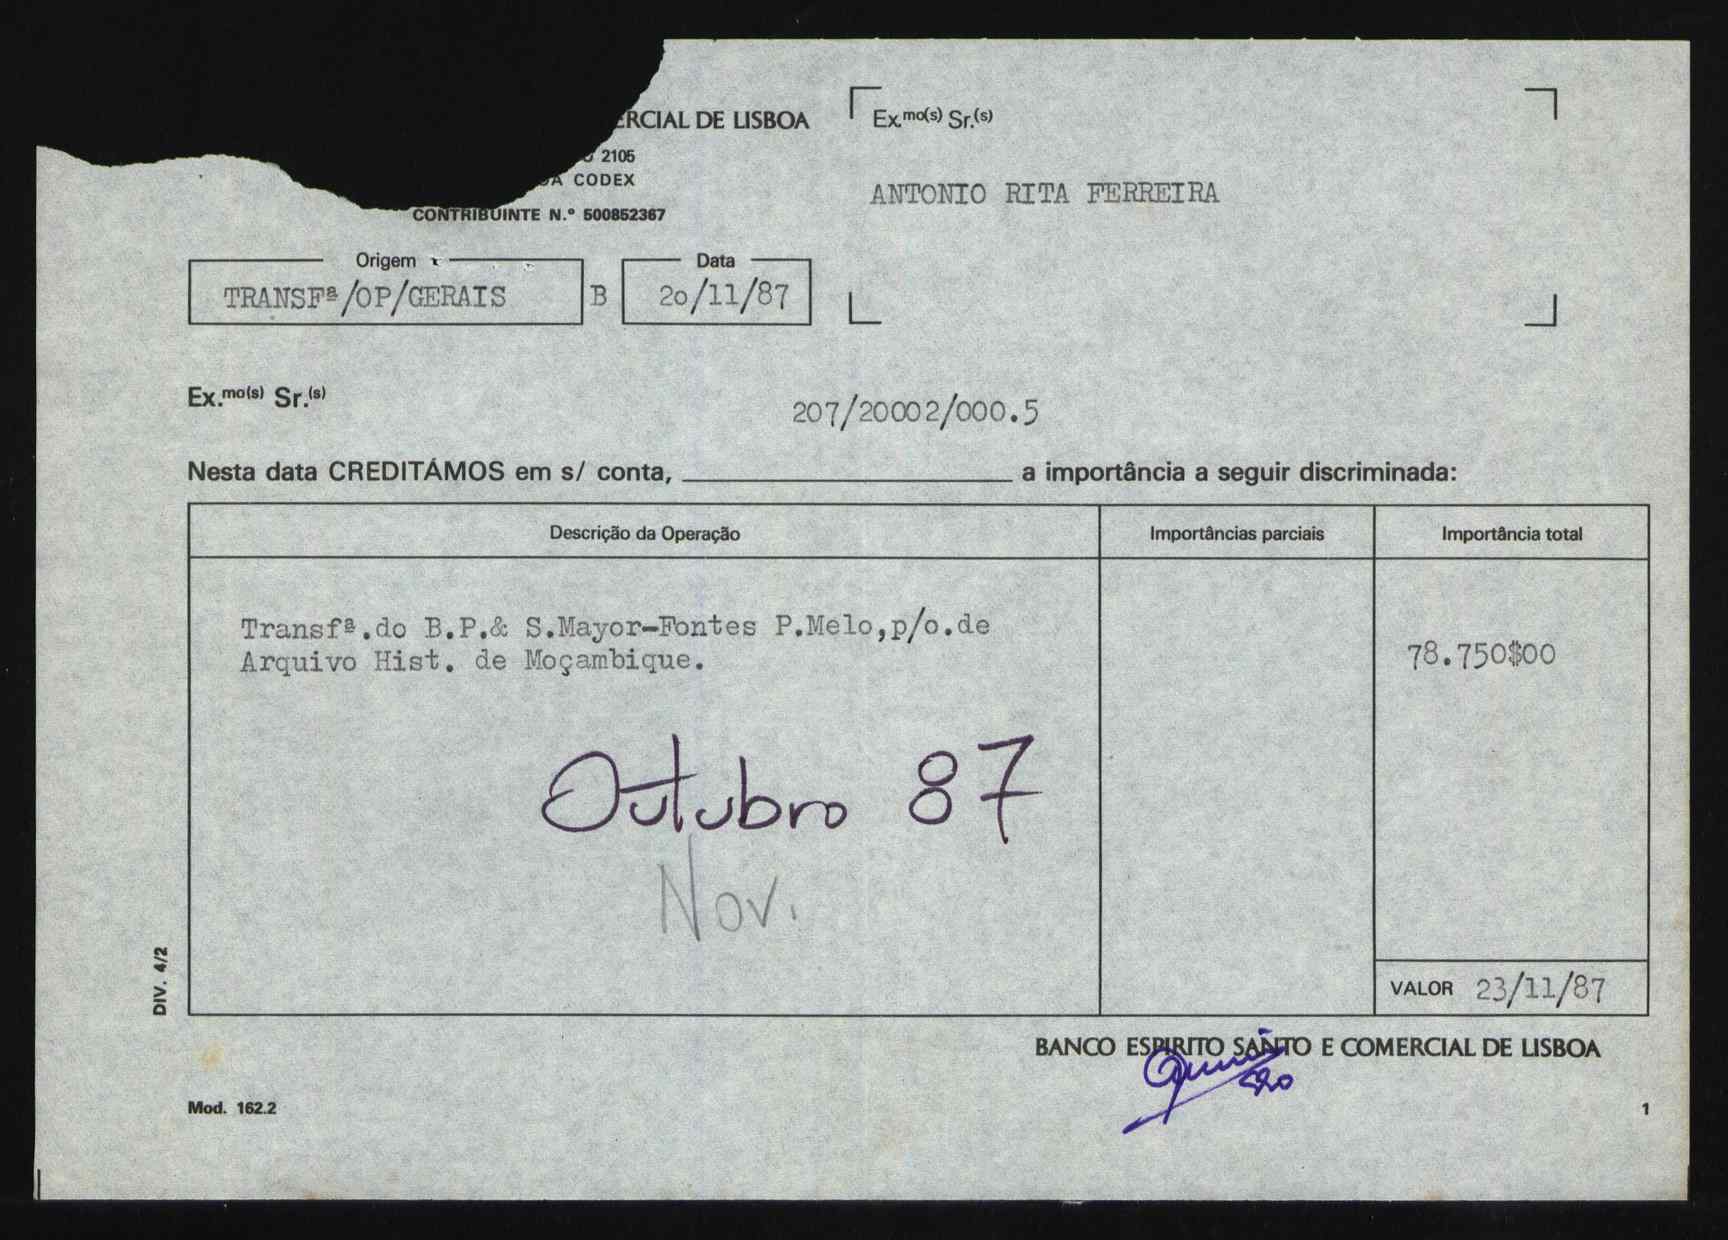 COMERCIAL DE LISBOA
2105
CODEX
CONTRIBUINTE N.º 500852367
Ex.mo(s) Sr.(s)
ANTONIO RITA FERREIRA
Origem
TRANSFª/OP/GERAIS
B
Data
20/11/87
Ex.mo(s) Sr.(s)
207/20002/000.5
Nesta data CREDITÁMOS em s/ conta, a importância a seguir discriminada:
Descrição da Operação
Importâncias parciais
Importância total
Transfª.do B.P.& S.Mayor-Fontes P.Melo,p/o.de
Arquivo Hist. de Moçambique.
78.750$00
Outubro 87
Nov.
DIV. 4/2
VALOR 23/11/87
BANCO ESPIRITO SANTO E COMERCIAL DE LISBOA
Mod. 162.2
1